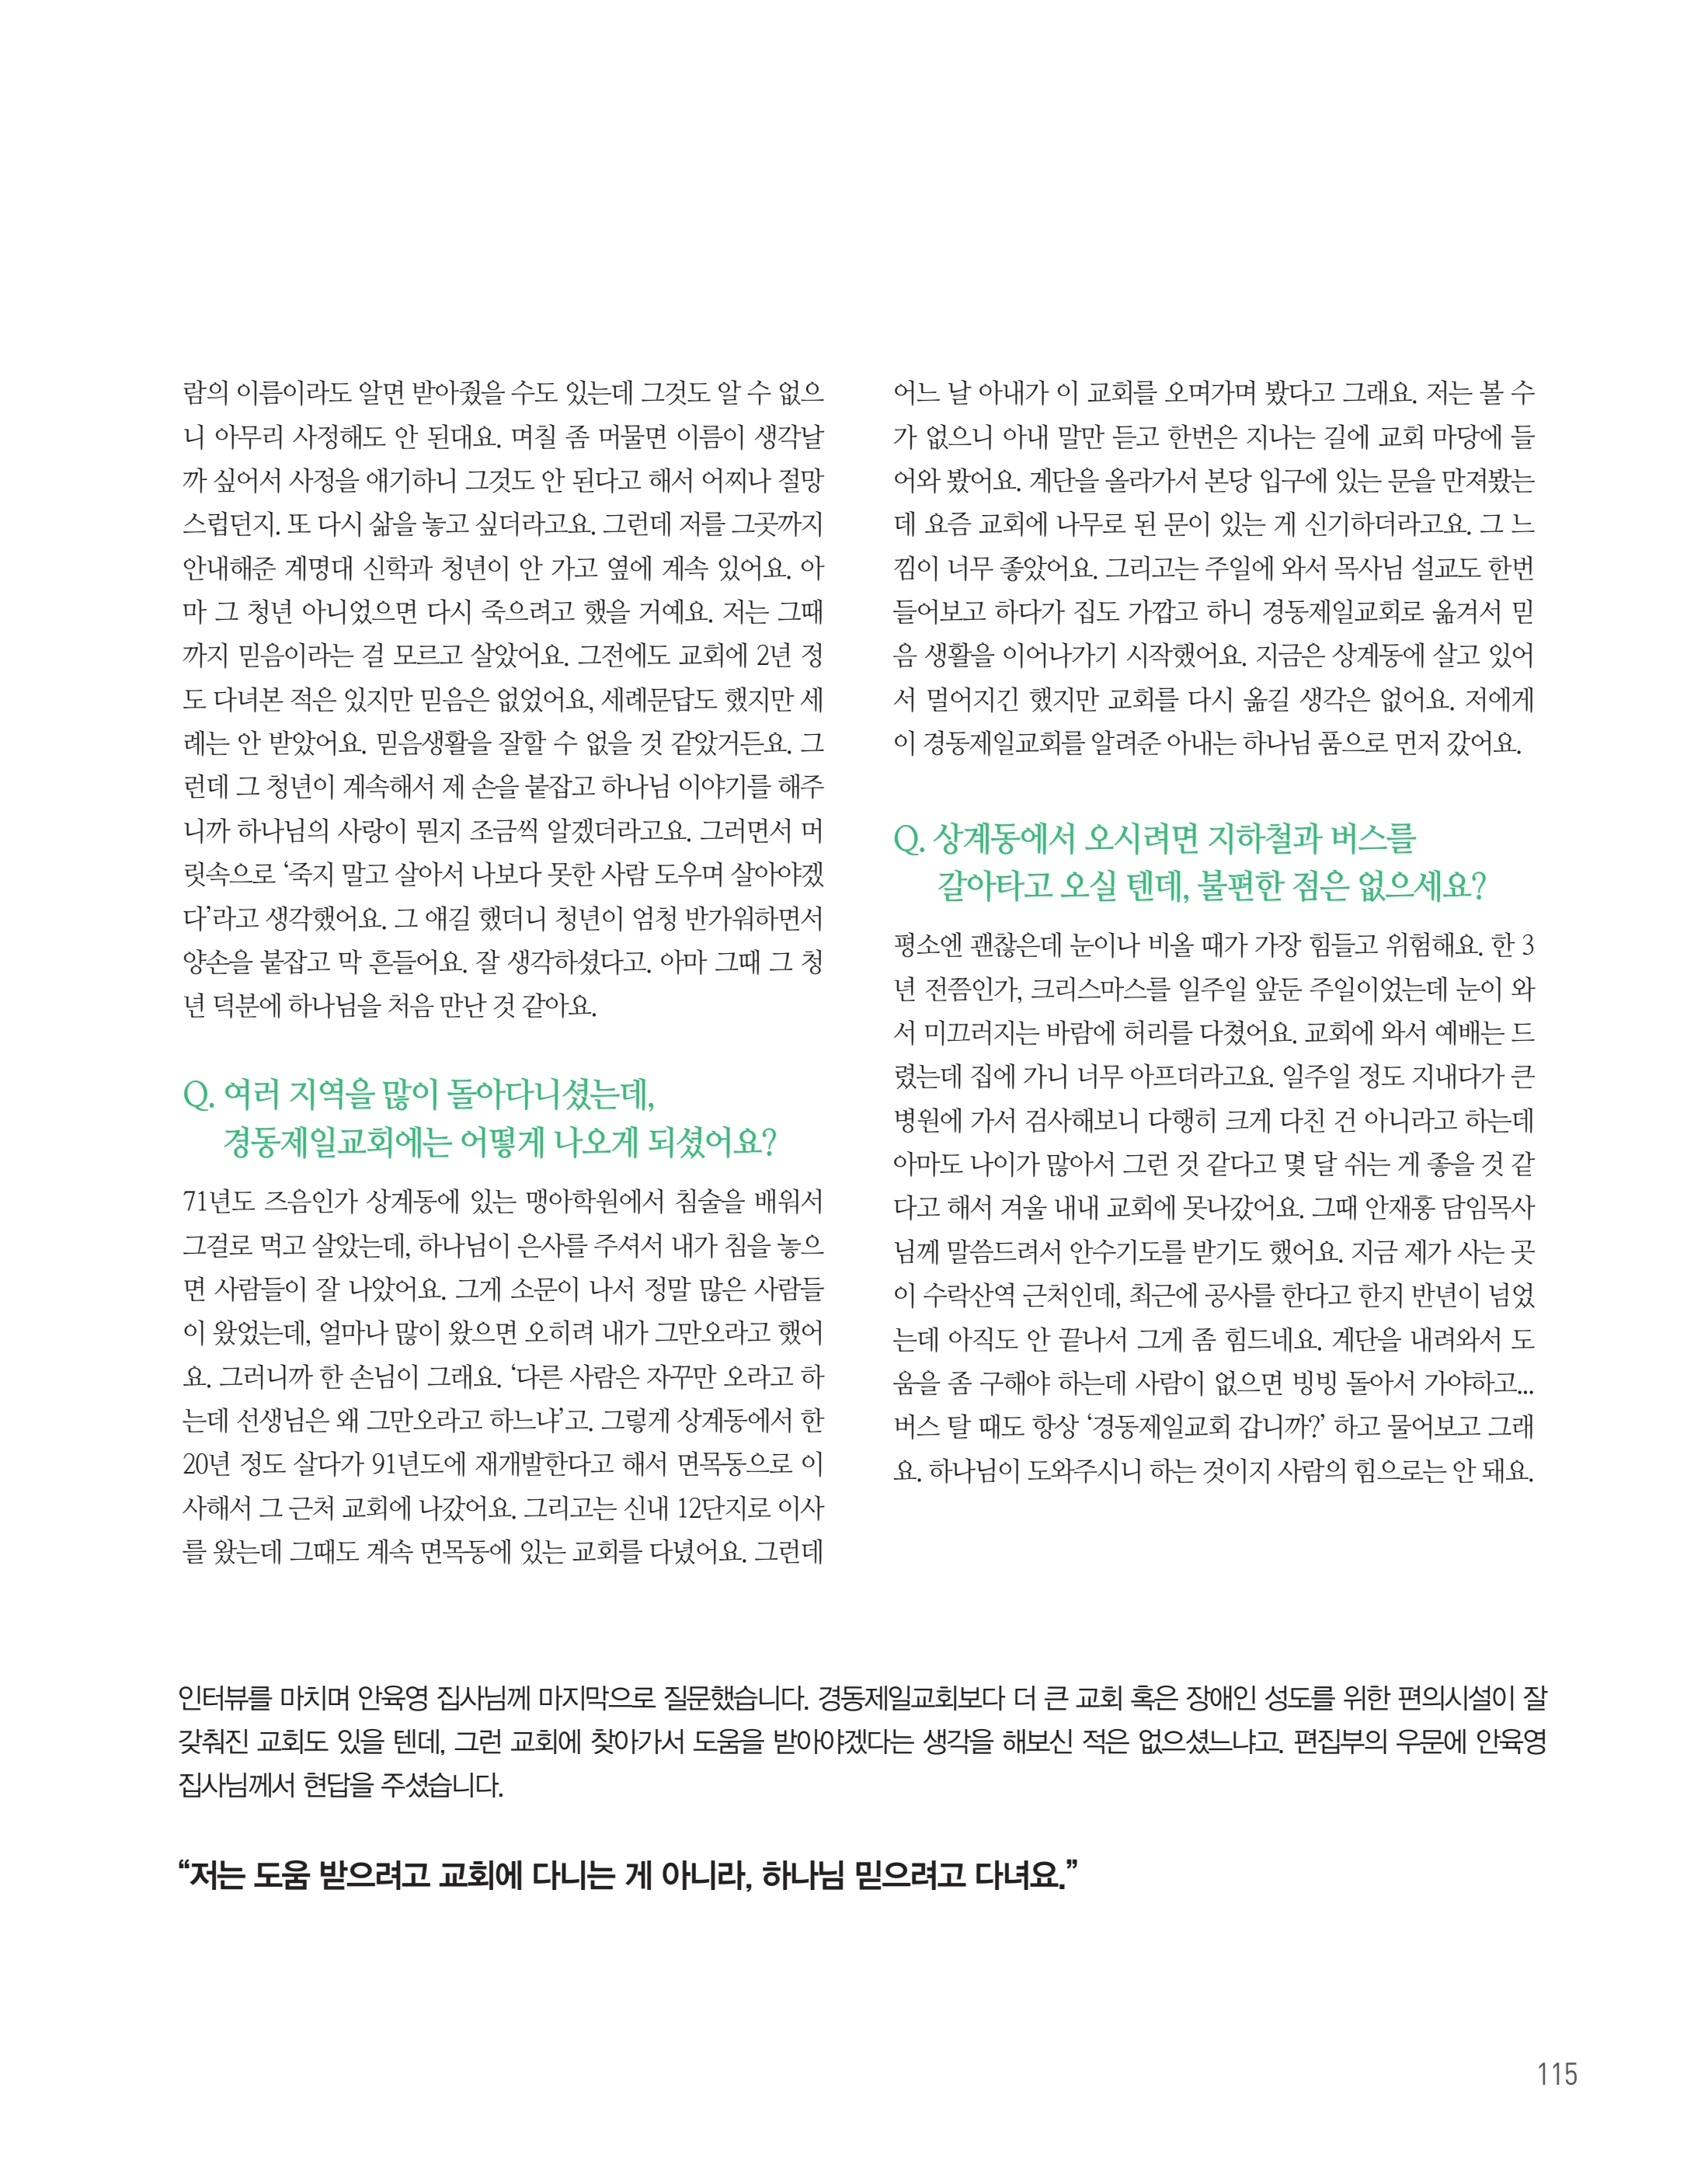 람의 이름이라도 알면 받아줬을 수도 있는데 그것도 알 수 없으
니 아무리 사정해도 안 된대요. 며칠 좀 머물면 이름이 생각날
까 싶어서 사정을 얘기하니 그것도 안 된다고 해서 어찌나 절망
스럽던지. 또 다시 삶을 놓고 싶더라고요. 그런데 저를 그곳까지
안내해준 계명대 신학과 청년이 안 가고 옆에 계속 있어요. 아
마 그 청년 아니었으면 다시 죽으려고 했을 거예요. 저는 그때
까지 믿음이라는 걸 모르고 살았어요. 그전에도 교회에 2년 정
도 다녀본 적은 있지만 믿음은 없었어요, 세례문답도 했지만 세
례는 안 받았어요. 믿음생활을 잘할 수 없을 것 같았거든요. 그
런데 그 청년이 계속해서 제 손을 붙잡고 하나님 이야기를 해주
니까 하나님의 사랑이 뭔지 조금씩 알겠더라고요. 그러면서 머
릿속으로 ‘죽지 말고 살아서 나보다 못한 사람 도우며 살아야겠
다’라고 생각했어요. 그 얘길 했더니 청년이 엄청 반가워하면서
양손을 붙잡고 막 흔들어요. 잘 생각하셨다고. 아마 그때 그 청
년 덕분에 하나님을 처음 만난 것 같아요.
Q. 여러 지역을 많이 돌아다니셨는데,
경동제일교회에는 어떻게 나오게 되셨어요?
71년도 즈음인가 상계동에 있는 맹아학원에서 침술을 배워서
그걸로 먹고 살았는데, 하나님이 은사를 주셔서 내가 침을 놓으
면 사람들이 잘 나았어요. 그게 소문이 나서 정말 많은 사람들
이 왔었는데, 얼마나 많이 왔으면 오히려 내가 그만오라고 했어
요. 그러니까 한 손님이 그래요. ‘다른 사람은 자꾸만 오라고 하
는데 선생님은 왜 그만오라고 하느냐’고. 그렇게 상계동에서 한
20년 정도 살다가 91년도에 재개발한다고 해서 면목동으로 이
사해서 그 근처 교회에 나갔어요. 그리고는 신내 12단지로 이사
를 왔는데 그때도 계속 면목동에 있는 교회를 다녔어요. 그런데
어느 날 아내가 이 교회를 오며가며 봤다고 그래요. 저는 볼 수
가 없으니 아내 말만 듣고 한번은 지나는 길에 교회 마당에 들
어와 봤어요. 계단을 올라가서 본당 입구에 있는 문을 만져봤는
데 요즘 교회에 나무로 된 문이 있는 게 신기하더라고요. 그 느
낌이 너무 좋았어요. 그리고는 주일에 와서 목사님 설교도 한번
들어보고 하다가 집도 가깝고 하니 경동제일교회로 옮겨서 믿
음 생활을 이어나가기 시작했어요. 지금은 상계동에 살고 있어
서 멀어지긴 했지만 교회를 다시 옮길 생각은 없어요. 저에게
이 경동제일교회를 알려준 아내는 하나님 품으로 먼저 갔어요.
Q. 상계동에서 오시려면 지하철과 버스를
갈아타고 오실 텐데, 불편한 점은 없으세요?
평소엔 괜찮은데 눈이나 비올 때가 가장 힘들고 위험해요. 한 3
년 전쯤인가, 크리스마스를 일주일 앞둔 주일이었는데 눈이 와
서 미끄러지는 바람에 허리를 다쳤어요. 교회에 와서 예배는 드
렸는데 집에 가니 너무 아프더라고요. 일주일 정도 지내다가 큰
병원에 가서 검사해보니 다행히 크게 다친 건 아니라고 하는데
아마도 나이가 많아서 그런 것 같다고 몇 달 쉬는 게 좋을 것 같
다고 해서 겨울 내내 교회에 못나갔어요. 그때 안재홍 담임목사
님께 말씀드려서 안수기도를 받기도 했어요. 지금 제가 사는 곳
이 수락산역 근처인데, 최근에 공사를 한다고 한지 반년이 넘었
는데 아직도 안 끝나서 그게 좀 힘드네요. 계단을 내려와서 도
움을 좀 구해야 하는데 사람이 없으면 빙빙 돌아서 가야하고...
버스 탈 때도 항상 ‘경동제일교회 갑니까?’ 하고 물어보고 그래
요. 하나님이 도와주시니 하는 것이지 사람의 힘으로는 안 돼요.
인터뷰를 마치며 안육영 집사님께 마지막으로 질문했습니다. 경동제일교회보다 더 큰 교회 혹은 장애인 성도를 위한 편의시설이 잘
갖춰진 교회도 있을 텐데, 그런 교회에 찾아가서 도움을 받아야겠다는 생각을 해보신 적은 없으셨느냐고. 편집부의 우문에 안육영
집사님께서 현답을 주셨습니다.
“저는 도움 받으려고 교회에 다니는 게 아니라, 하나님 믿으려고 다녀요.”
115